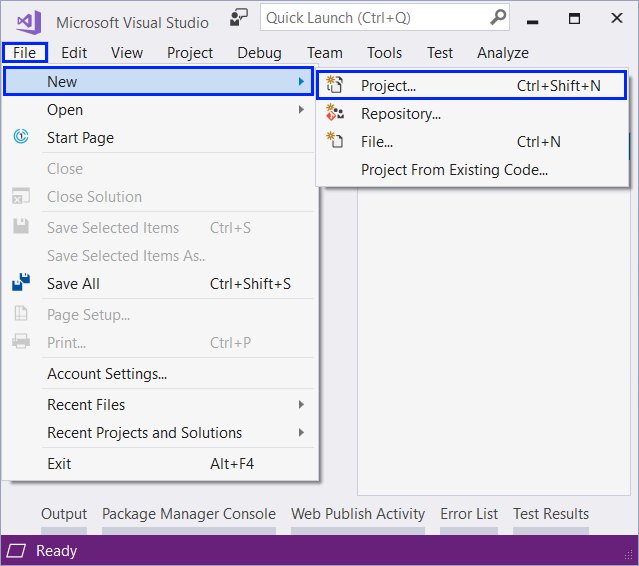 Microsoft Visual Studio
Quick Launch (Ctrl+Q)
File Edit View Project Debug Team Tools Test Analyze
New
Open
Start Page
Close
Close Solution
Save Selected Items Ctrl+S
Save Selected Items As..
Save All Ctrl+Shift+S
Page Setup...
Print... Ctrl+P
Account Settings...
Recent Files
Recent Projects and Solutions
Exit Alt+F4
Project... Ctrl+Shift+N
Repository...
File... Ctrl+N
Project From Existing Code...
Output Package Manager Console Web Publish Activity Error List Test Results
Ready